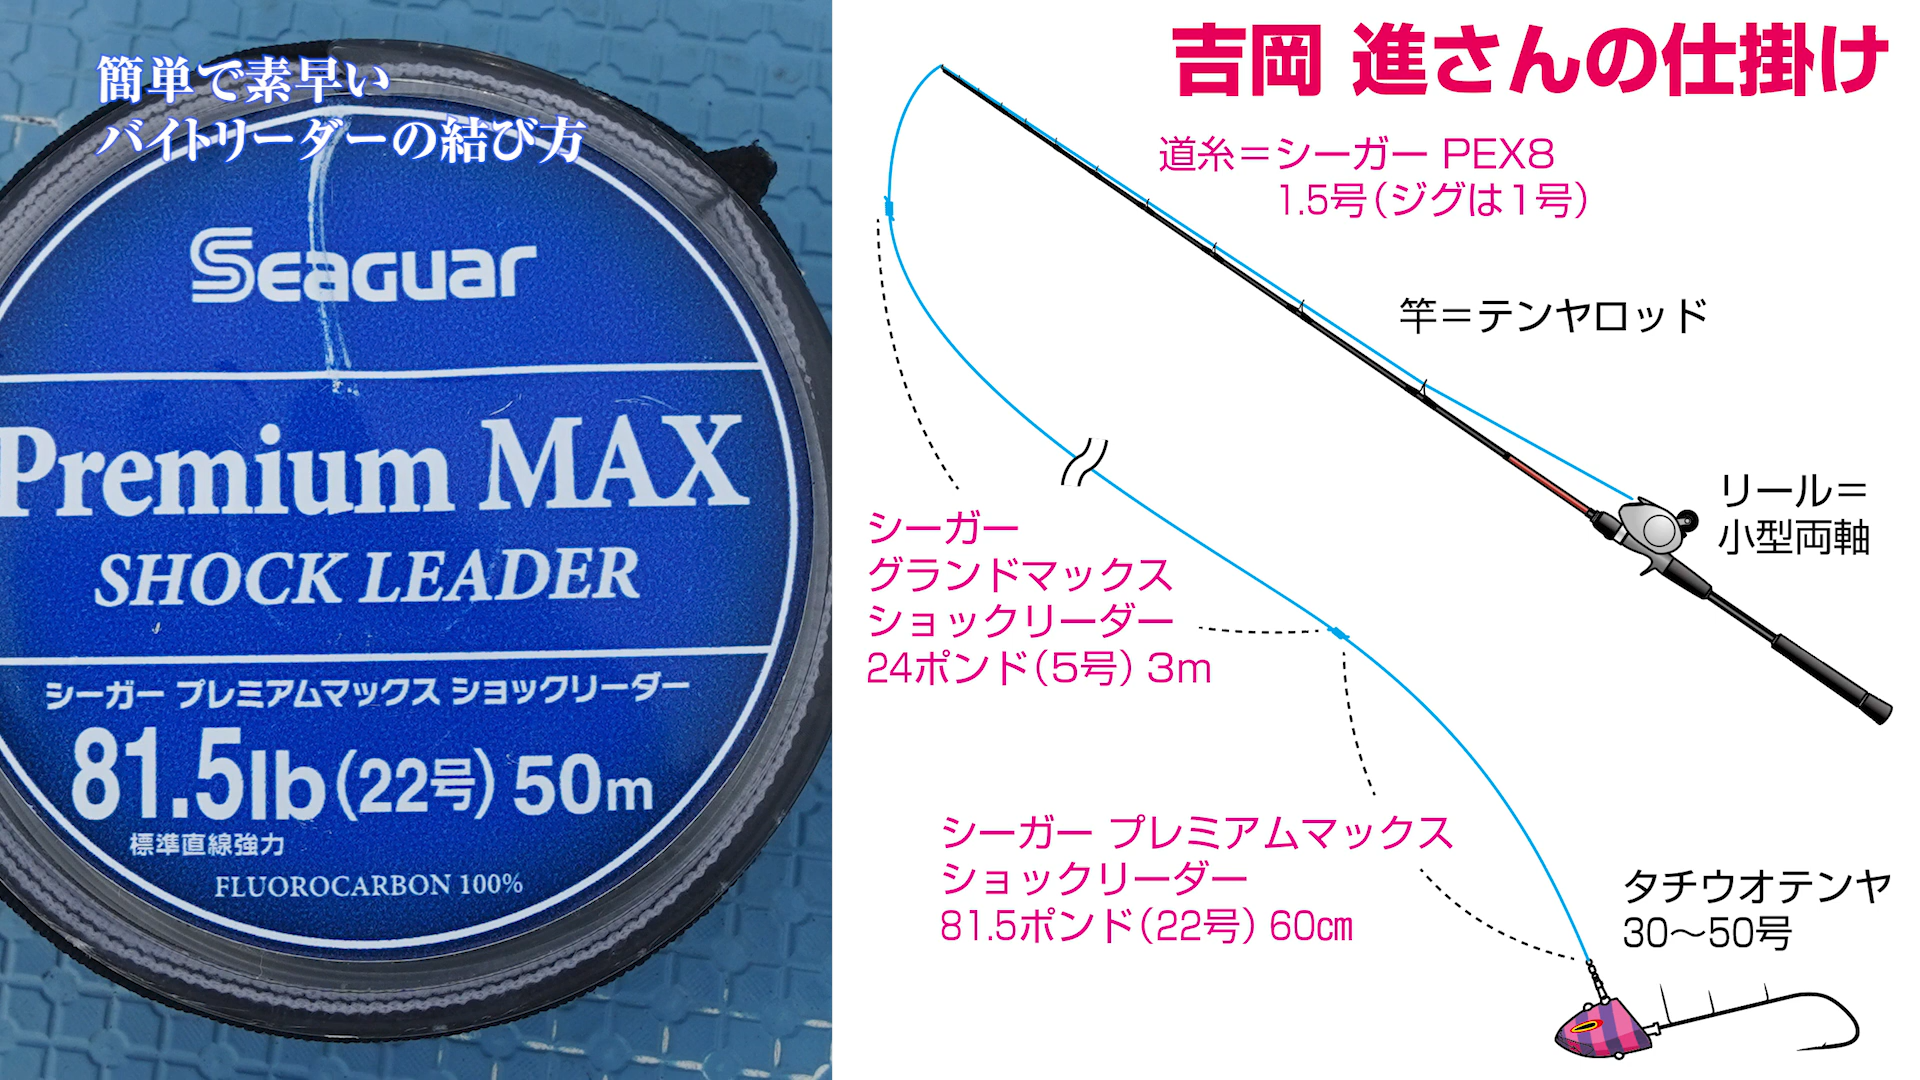 簡単で素早い
バイトリーダーの結び方
Seaguar
Premium MAX
SHOCK LEADER
シーガー プレミアムマックス ショックリーダー
81.5lb(22号) 50m
標準直線強力
FLUOROCARBON 100%
吉岡 進さんの仕掛け
道糸＝シーガー PEX8
1.5号(ジグは1号)
竿＝テンヤロッド
リール＝
小型両軸
シーガー
グランドマックス
ショックリーダー
24ポンド(5号) 3m
シーガー プレミアムマックス
ショックリーダー
81.5ポンド(22号) 60㎝
タチウオテンヤ
30〜50号